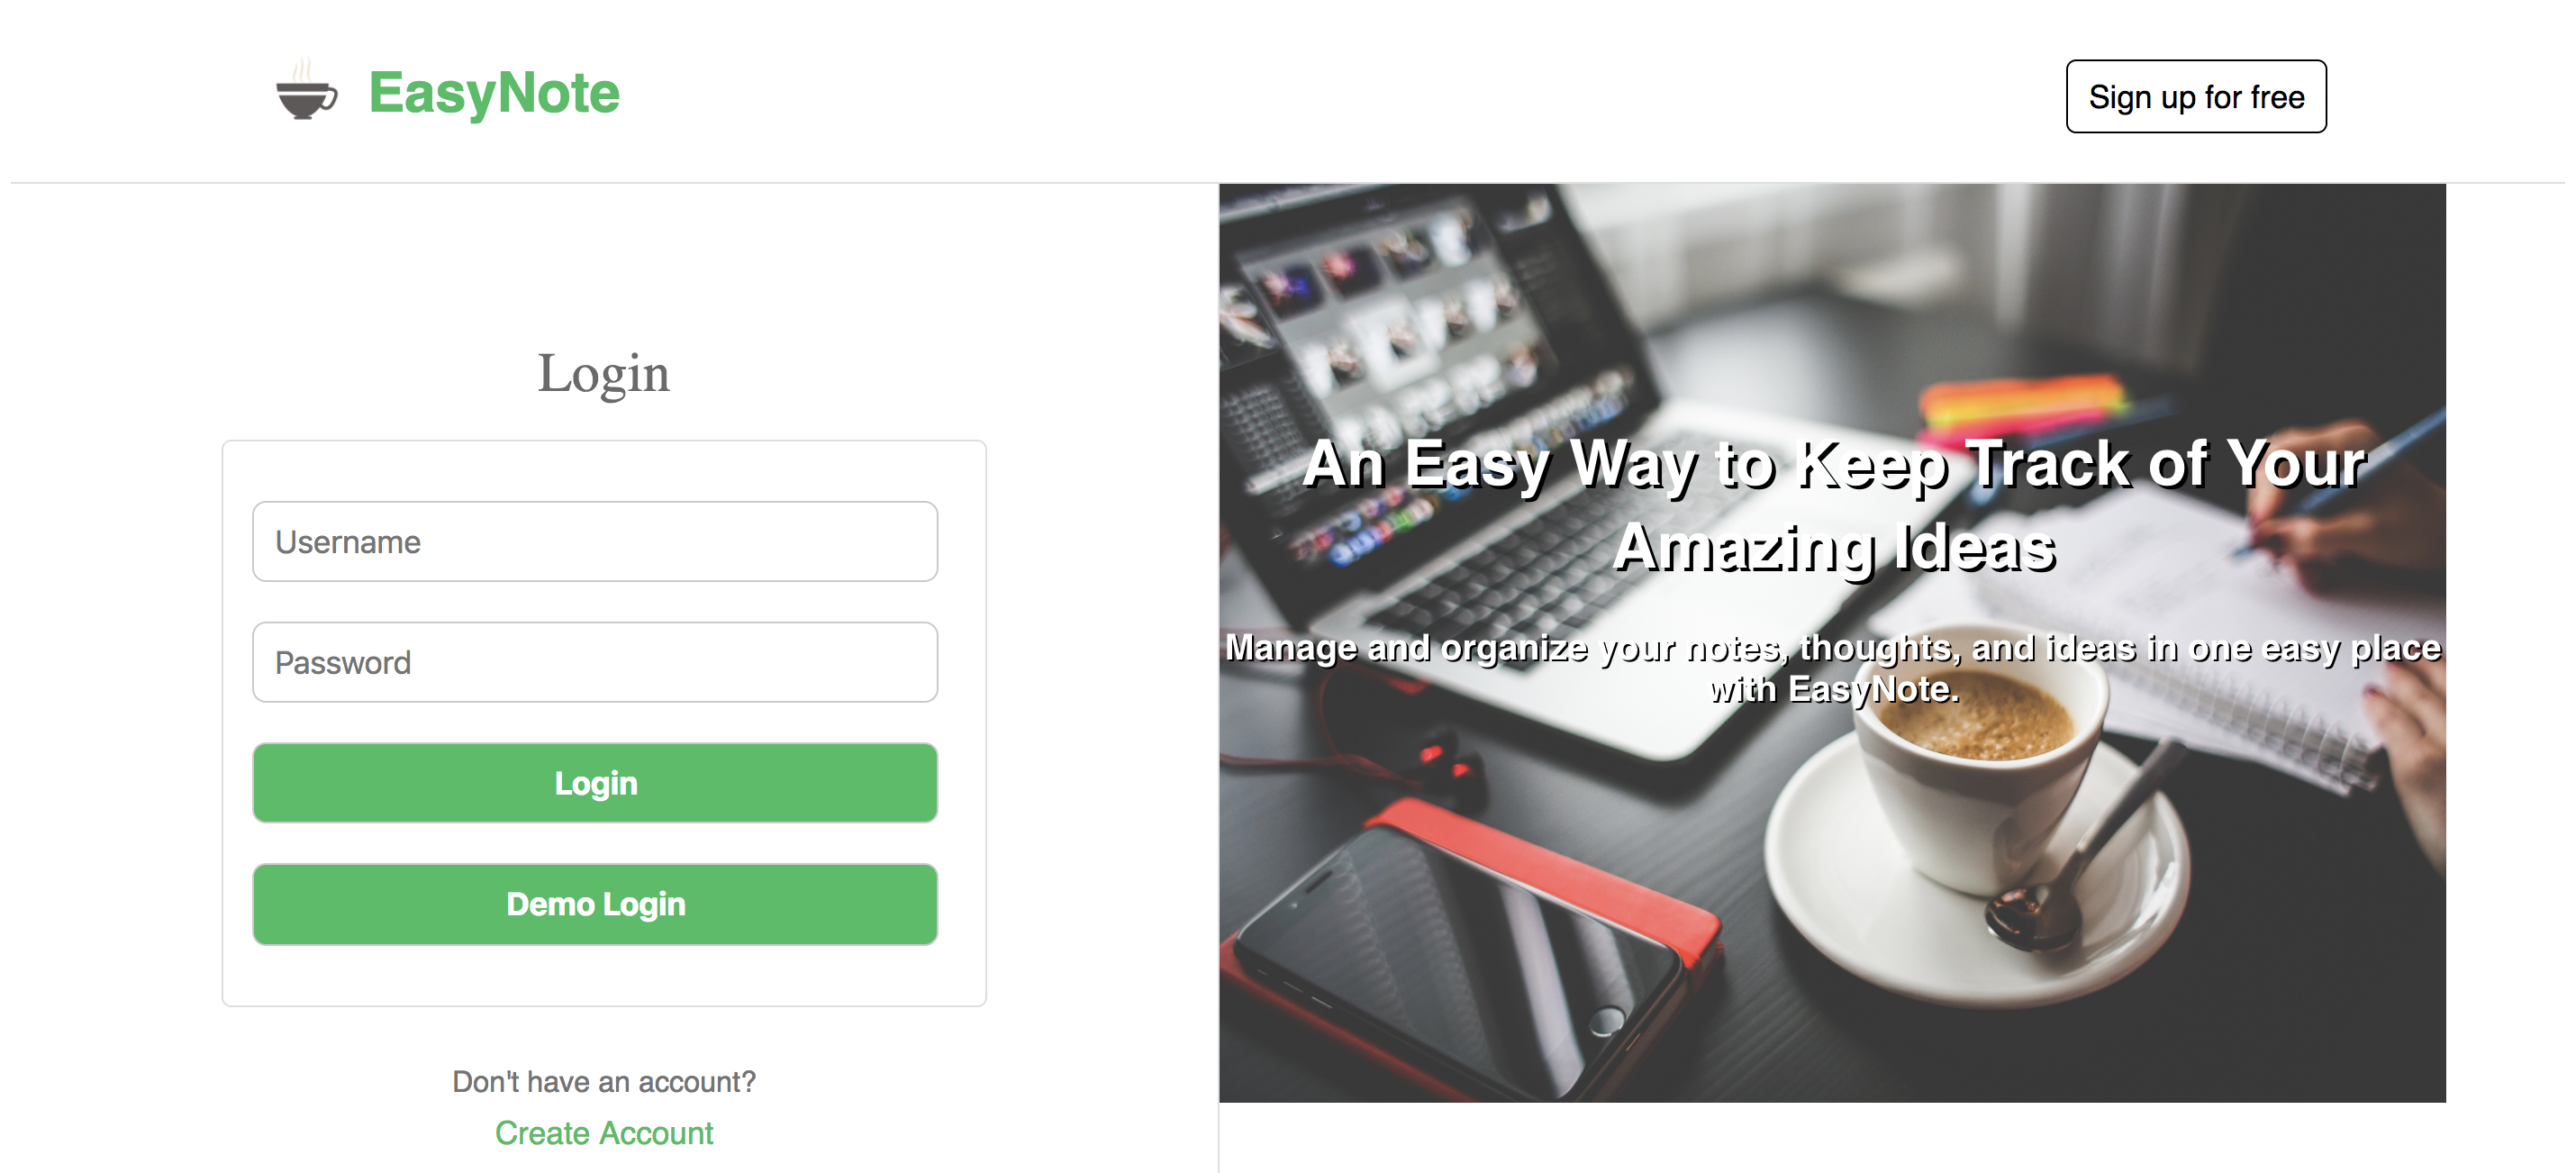 EasyNote
Sign up for free
Login
Username
Password
Login
Demo Login
Don't have an account?
Create Account
An Easy Way to Keep Track of Your
Amazing Ideas
Manage and organize your notes, thoughts, and ideas in one easy place
with EasyNote.